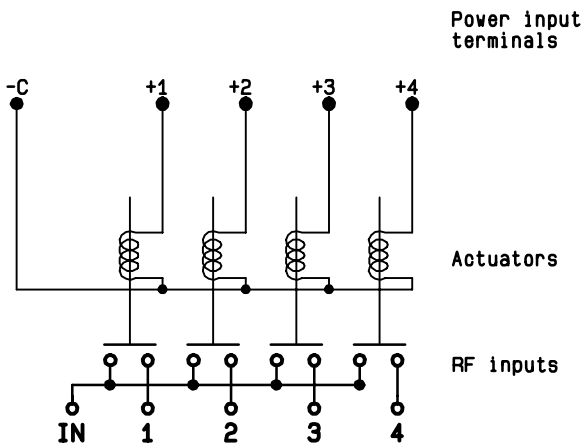 Power input
terminals
-C +1 +2 +3 +4
Actuators
RF inputs
IN 1 2 3 4